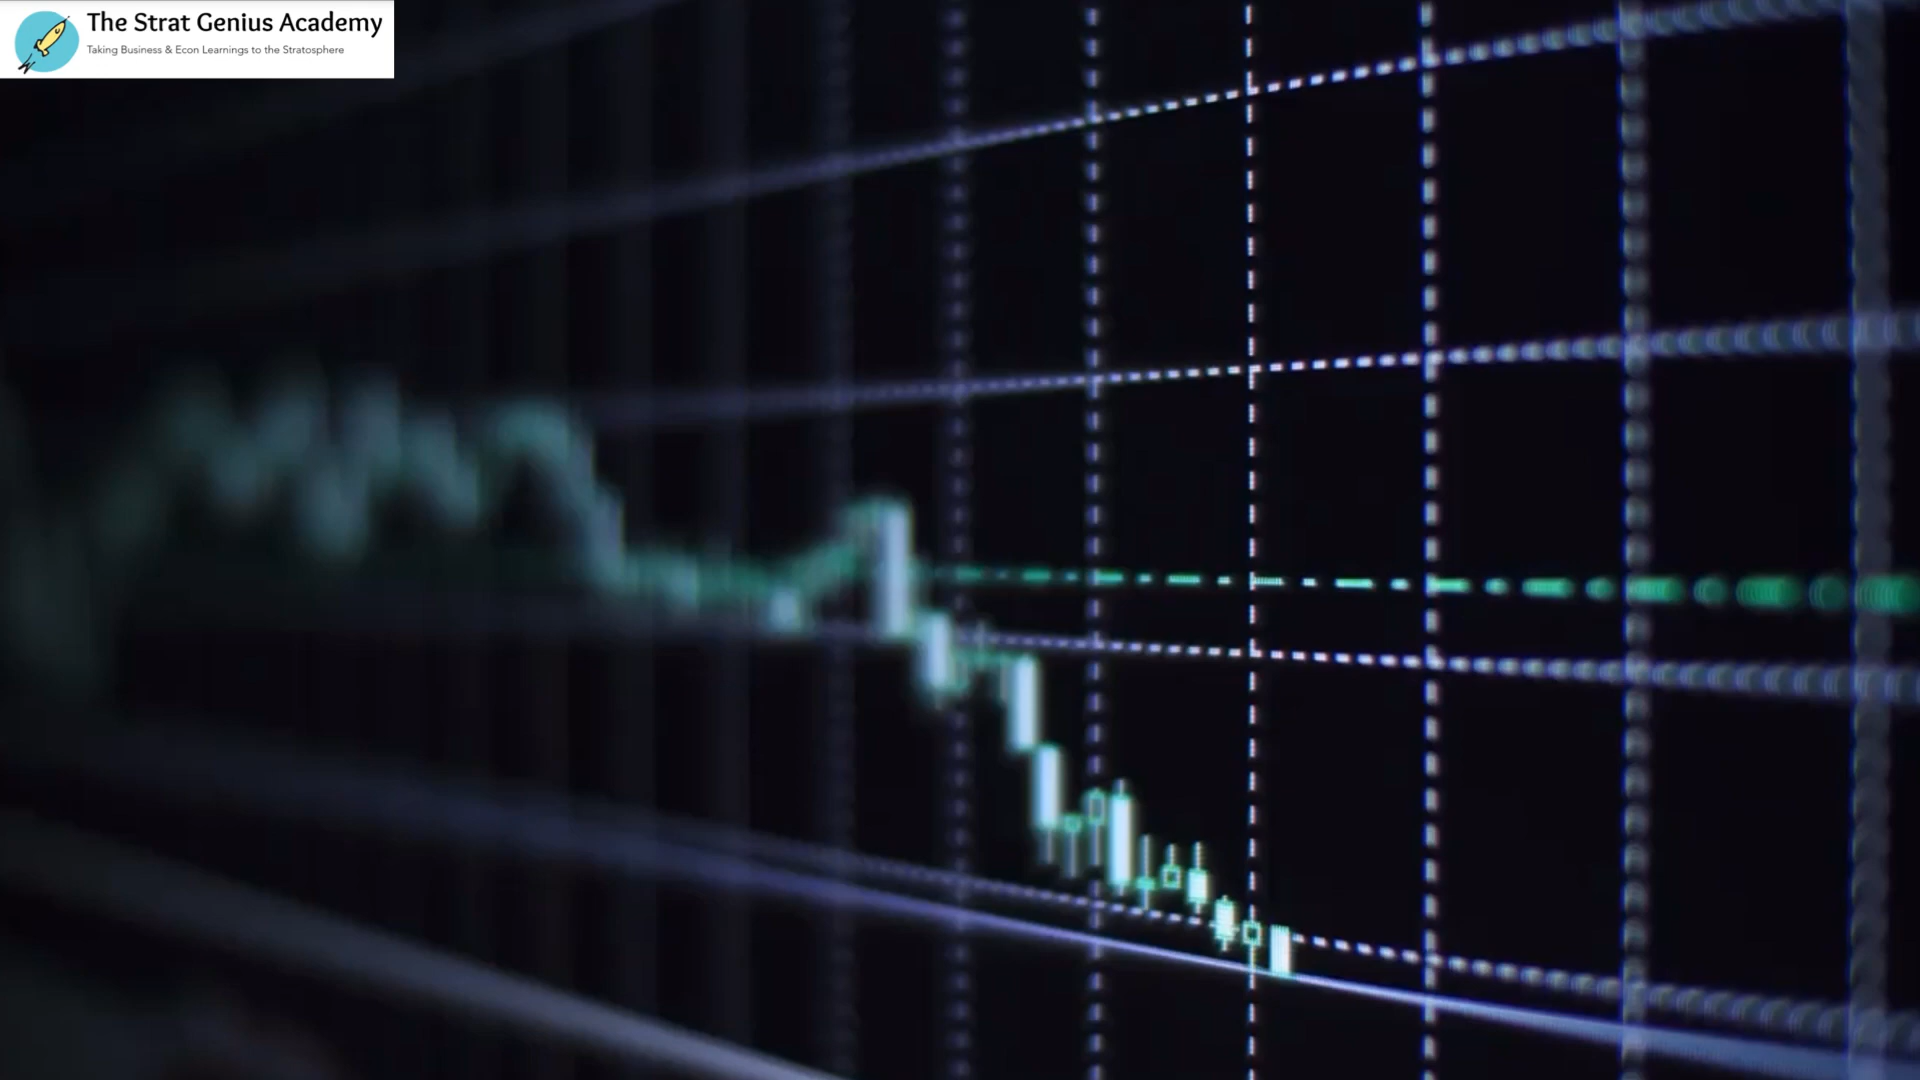 The Strat Genius Academy
Taking Business & Econ Learnings to the Stratosphere